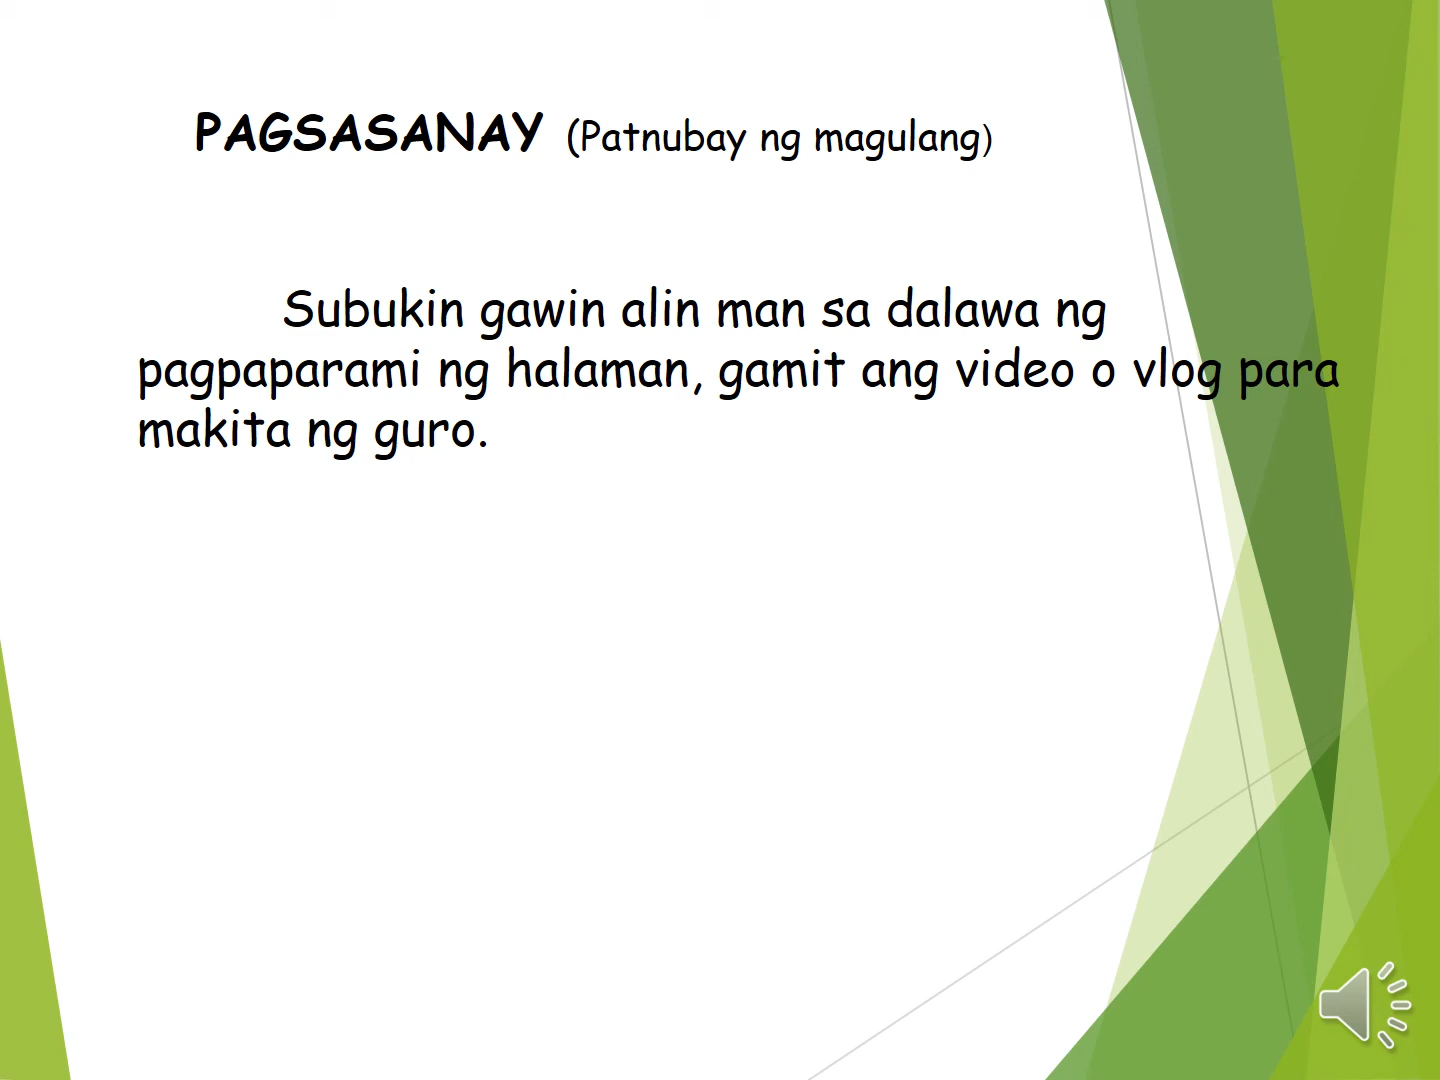 PAGSASANAY (Patnubay ng magulang)
Subukin gawin alin man sa dalawa ng
pagpaparami ng halaman, gamit ang video o vlog para
makita ng guro.